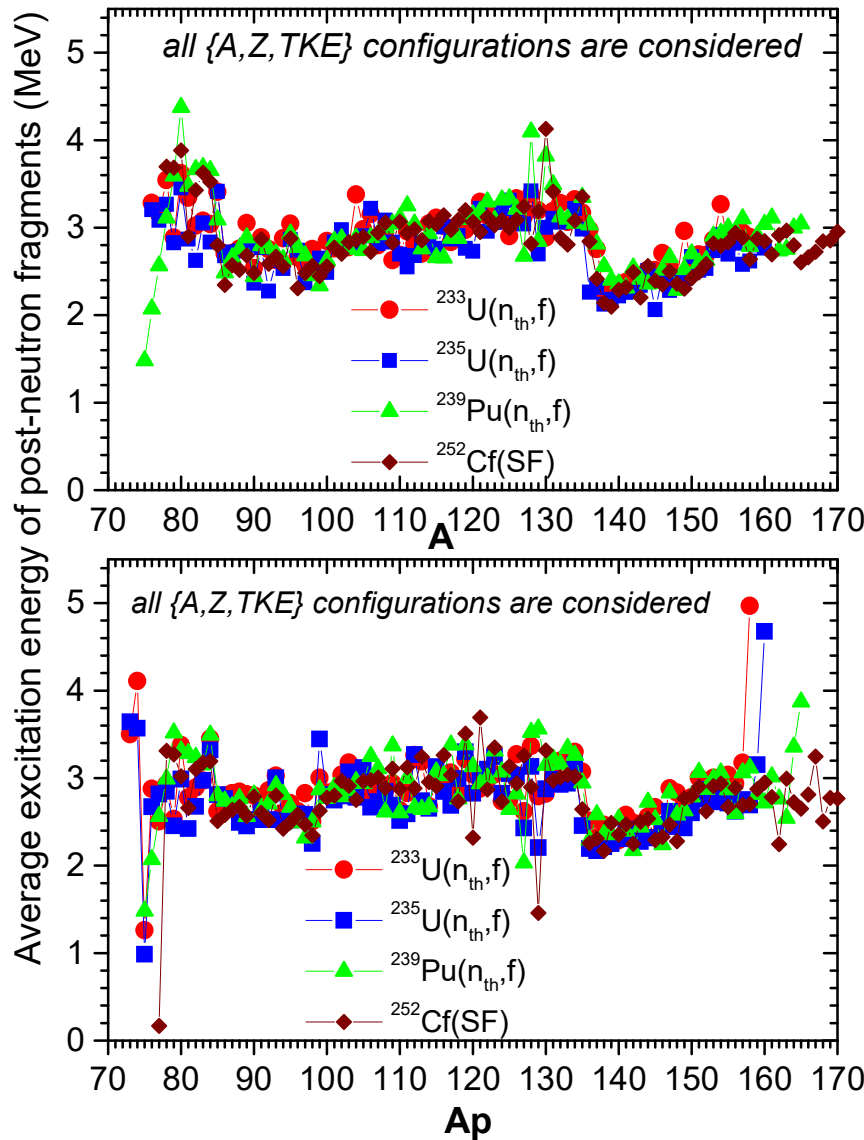 Average excitation energy of post-neutron fragments (MeV)
all {A,Z,TKE} configurations are considered
5
4
3
2
1
0
233U(nth,f)
235U(nth,f)
239Pu(nth,f)
252Cf(SF)
70 80 90 100 110 120 130 140 150 160 170
A
all {A,Z,TKE} configurations are considered
5
4
3
2
1
0
233U(nth,f)
235U(nth,f)
239Pu(nth,f)
252Cf(SF)
70 80 90 100 110 120 130 140 150 160 170
Ap